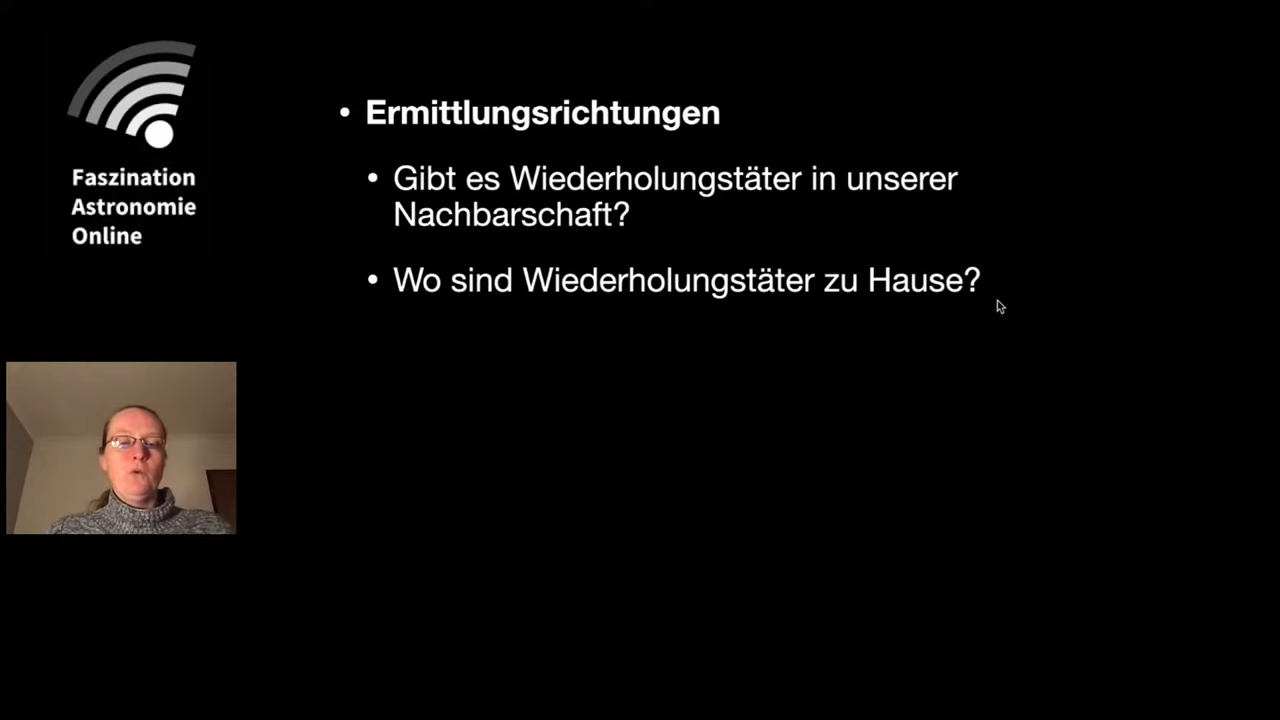 Faszination
Astronomie
Online
• Ermittlungsrichtungen
• Gibt es Wiederholungstäter in unserer
Nachbarschaft?
• Wo sind Wiederholungstäter zu Hause?